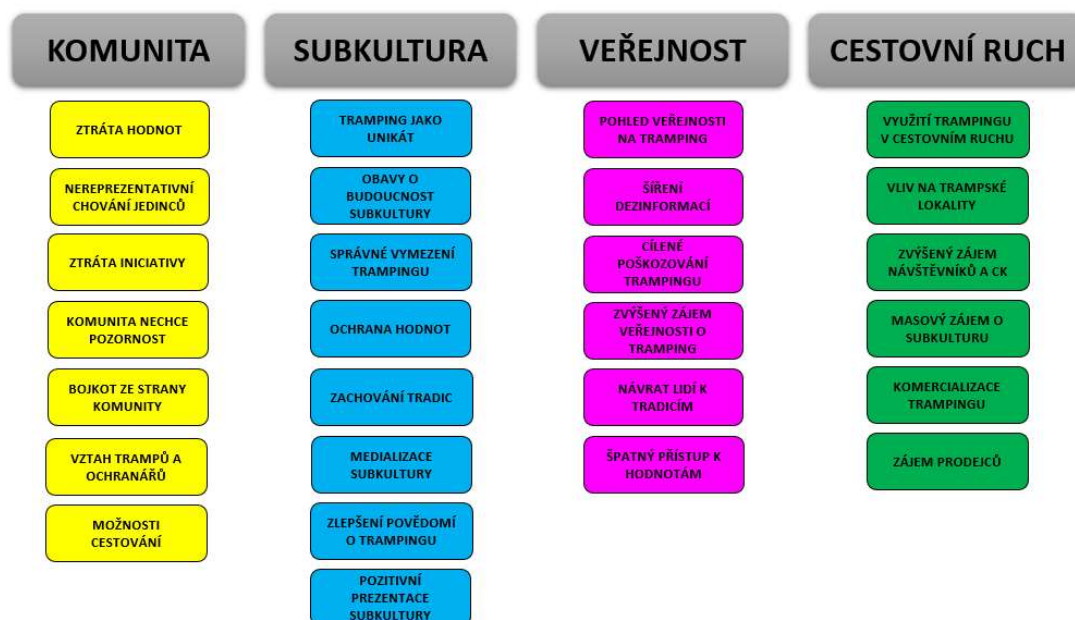 KOMUNITA
ZTRÁTA HODNOT
NEREPREZENTATIVNÍ
CHOVÁNÍ JEDINCŮ
ZTRÁTA INICIATIVY
KOMUNITA NECHCE
POZORNOST
BOJKOT ZE STRANY
KOMUNITY
VZTAH TRAMPŮ A
OCHRANÁŘŮ
MOŽNOSTI
CESTOVÁNÍ
SUBKULTURA
TRAMPING JAKO
UNIKÁT
OBAVY O
BUDOUCNOST
SUBKULTURY
SPRÁVNÉ VYMEZENÍ
TRAMPINGU
OCHRANA HODNOT
ZACHOVÁNÍ TRADIC
MEDIALIZACE
SUBKULTURY
ZLEPŠENÍ POVĚDOMÍ
O TRAMPINGU
POZITIVNÍ
PREZENTACE
SUBKULTURY
VEŘEJNOST
POHLED VEŘEJNOSTI
NA TRAMPING
ŠÍŘENÍ
DEZINFORMACÍ
CÍLENÉ
POŠKOZOVÁNÍ
TRAMPINGU
ZVÝŠENÝ ZÁJEM
VEŘEJNOSTI O
TRAMPING
NÁVRAT LIDÍ K
TRADICÍM
ŠPATNÝ PŘÍSTUP K
HODNOTÁM
CESTOVNÍ RUCH
VYUŽITÍ TRAMPINGU
V CESTOVNÍM RUCHU
VLIV NA TRAMPSKÉ
LOKALITY
ZVÝŠENÝ ZÁJEM
NÁVŠTĚVNÍKŮ A CK
MASOVÝ ZÁJEM O
SUBKULTURU
KOMERCIALIZACE
TRAMPINGU
ZÁJEM PRODEJCŮ